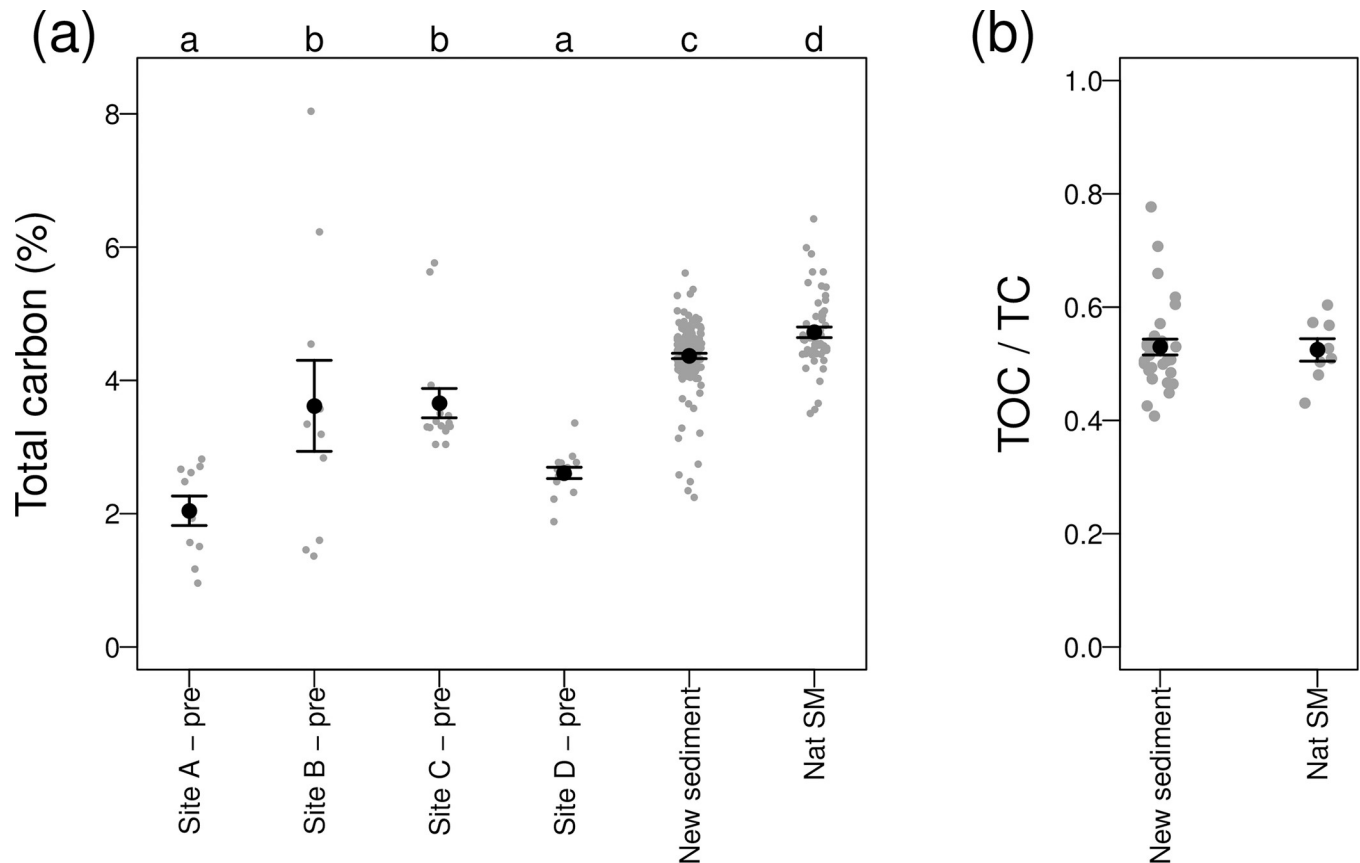 (a)
a b b a c d
Total carbon (%)
8
6
4
2
0
Site A – pre
Site B – pre
Site C – pre
Site D – pre
New sediment
Nat SM
(b)
TOC / TC
1.0
0.8
0.6
0.4
0.2
0.0
New sediment
Nat SM